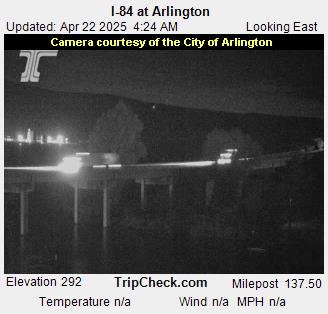 I-84 at Arlington
Updated: Apr 22 2025 4:24 AM Looking East
Camera courtesy of the City of Arlington
Elevation 292 TripCheck.com Milepost 137.50
Temperature n/a Wind n/a MPH n/a